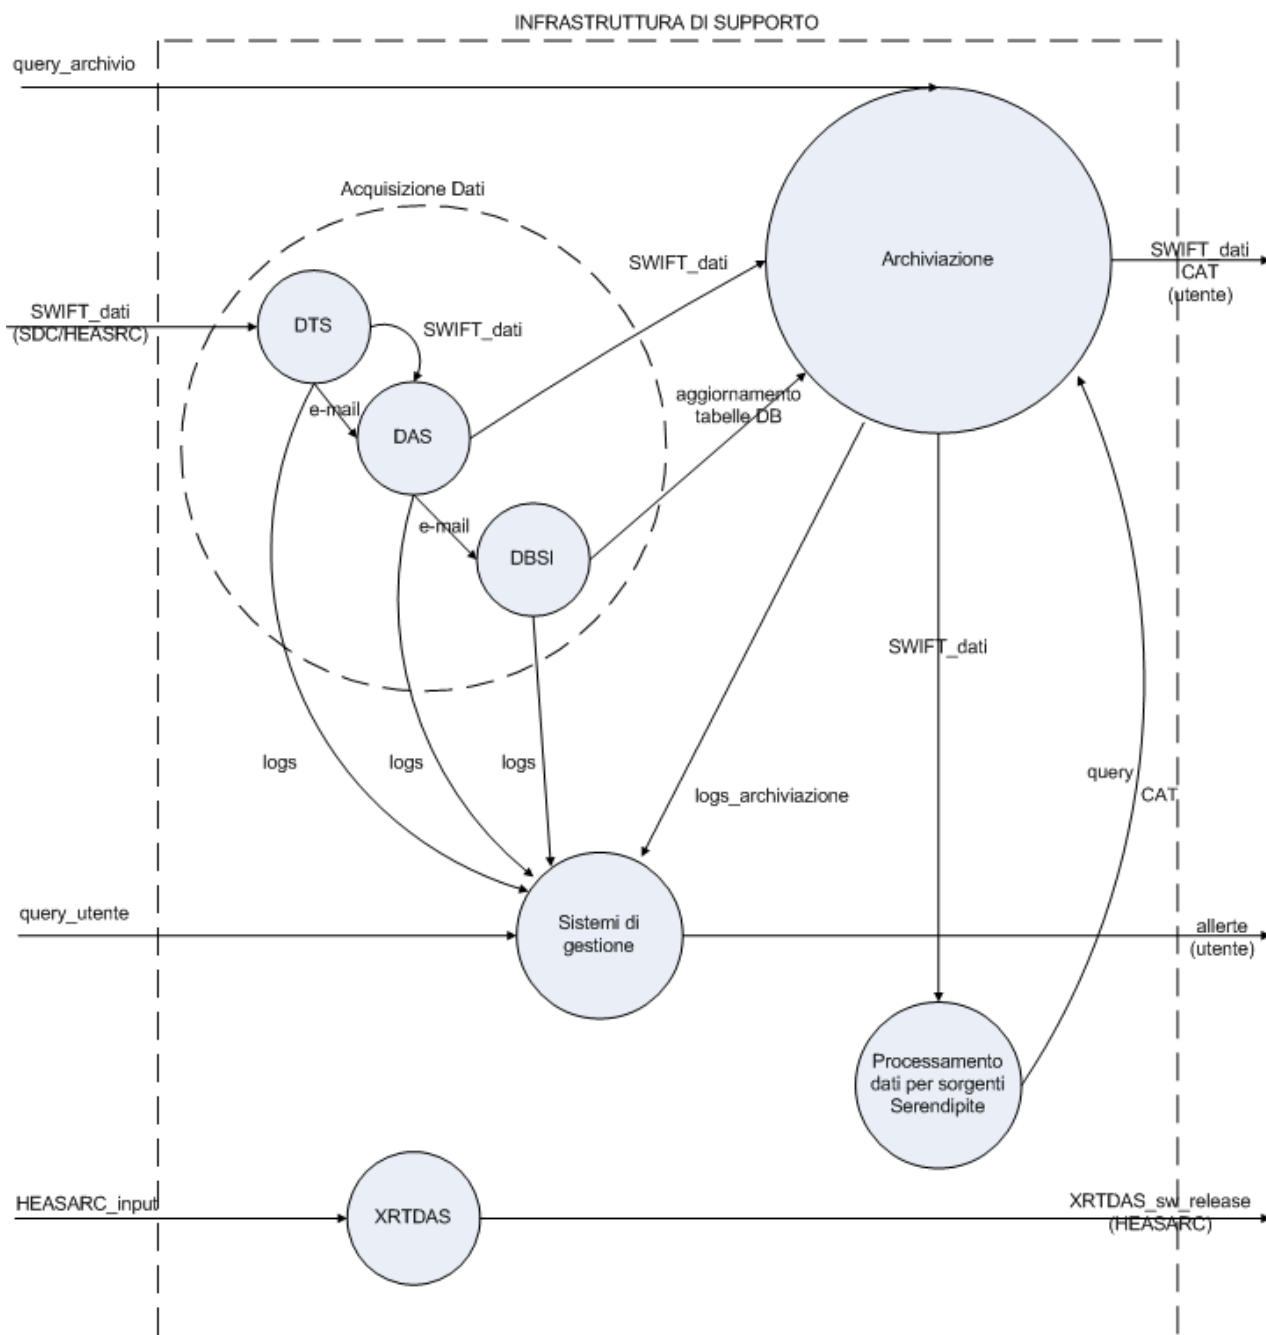 INFRASTRUTTURA DI SUPPORTO
query_archivio
Acquisizione Dati
SWIFT_dati
(SDC/HEASRC)
DTS
SWIFT_dati
e-mail
DAS
e-mail
DBSI
SWIFT_dati
aggiornamento
tabelle DB
Archiviazione
SWIFT_dati
CAT
(utente)
SWIFT_dati
logs
logs
logs
logs_archiviazione
query
CAT
query_utente
Sistemi di
gestione
allerte
(utente)
Processamento
dati per sorgenti
Serendipite
HEASARC_input
XRTDAS
XRTDAS_sw_release
(HEASARC)